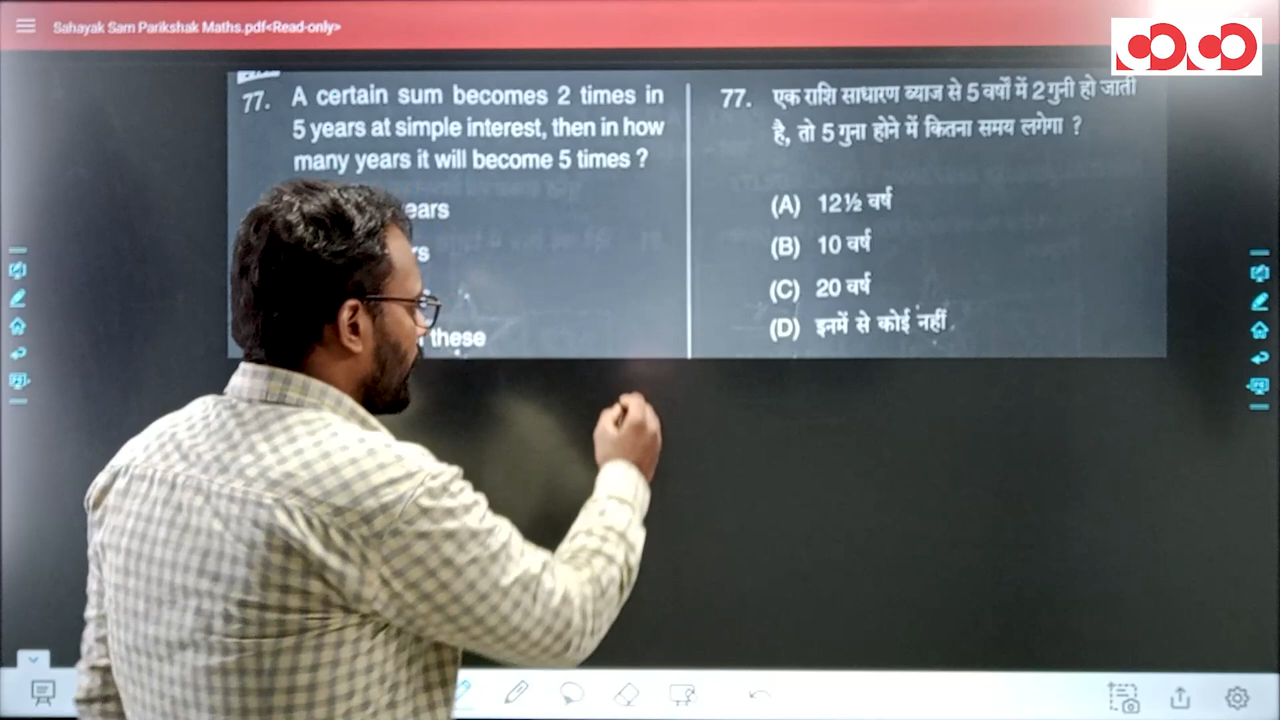 Sahayak Sam Parikshak Maths.pdf<Read-only>
77. A certain sum becomes 2 times in
5 years at simple interest, then in how
many years it will become 5 times ?
ears
rs
these
77. एक राशि साधारण ब्याज से 5 वर्षों में 2 गुनी हो जाती
है, तो 5 गुना होने में कितना समय लगेगा ?
(A) 12½ वर्ष
(B) 10 वर्ष
(C) 20 वर्ष
(D) इनमें से कोई नहीं